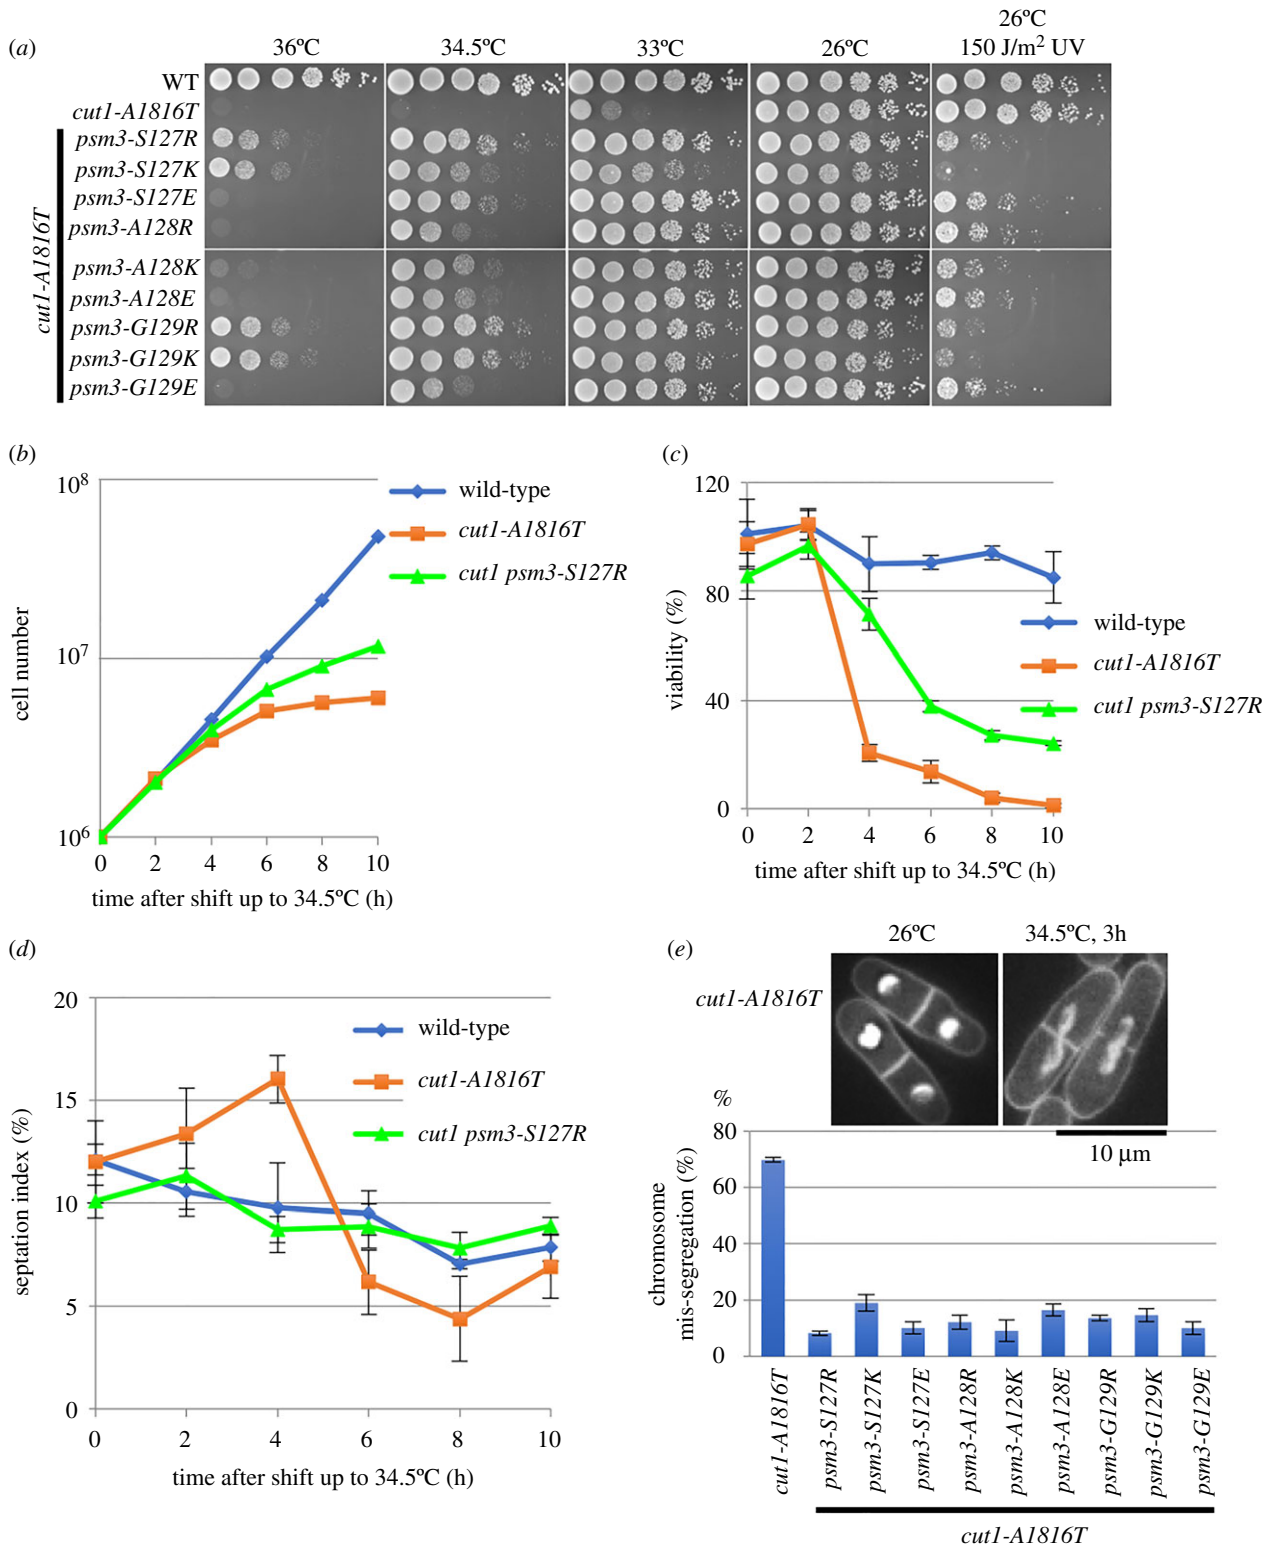 (a)
36ºC
34.5ºC
33ºC
26ºC
26ºC
150 J/m² UV
WT
cut1-A1816T
psm3-S127R
psm3-S127K
psm3-S127E
psm3-A128R
psm3-A128K
psm3-A128E
psm3-G129R
psm3-G129K
psm3-G129E
cut1-A1816T
(b)
10⁸
10⁷
10⁶
cell number
wild-type
cut1-A1816T
cut1 psm3-S127R
0 2 4 6 8 10
time after shift up to 34.5ºC (h)
(c)
120
80
40
0
viability (%)
wild-type
cut1-A1816T
cut1 psm3-S127R
0 2 4 6 8 10
time after shift up to 34.5ºC (h)
(d)
20
15
10
5
0
septation index (%)
wild-type
cut1-A1816T
cut1 psm3-S127R
0 2 4 6 8 10
time after shift up to 34.5ºC (h)
(e)
26ºC
34.5ºC, 3h
cut1-A1816T
10 µm
%
80
60
40
20
0
chromosome
mis-segregation (%)
cut1-A1816T
psm3-S127R
psm3-S127K
psm3-S127E
psm3-A128R
psm3-A128K
psm3-A128E
psm3-G129R
psm3-G129K
psm3-G129E
cut1-A1816T